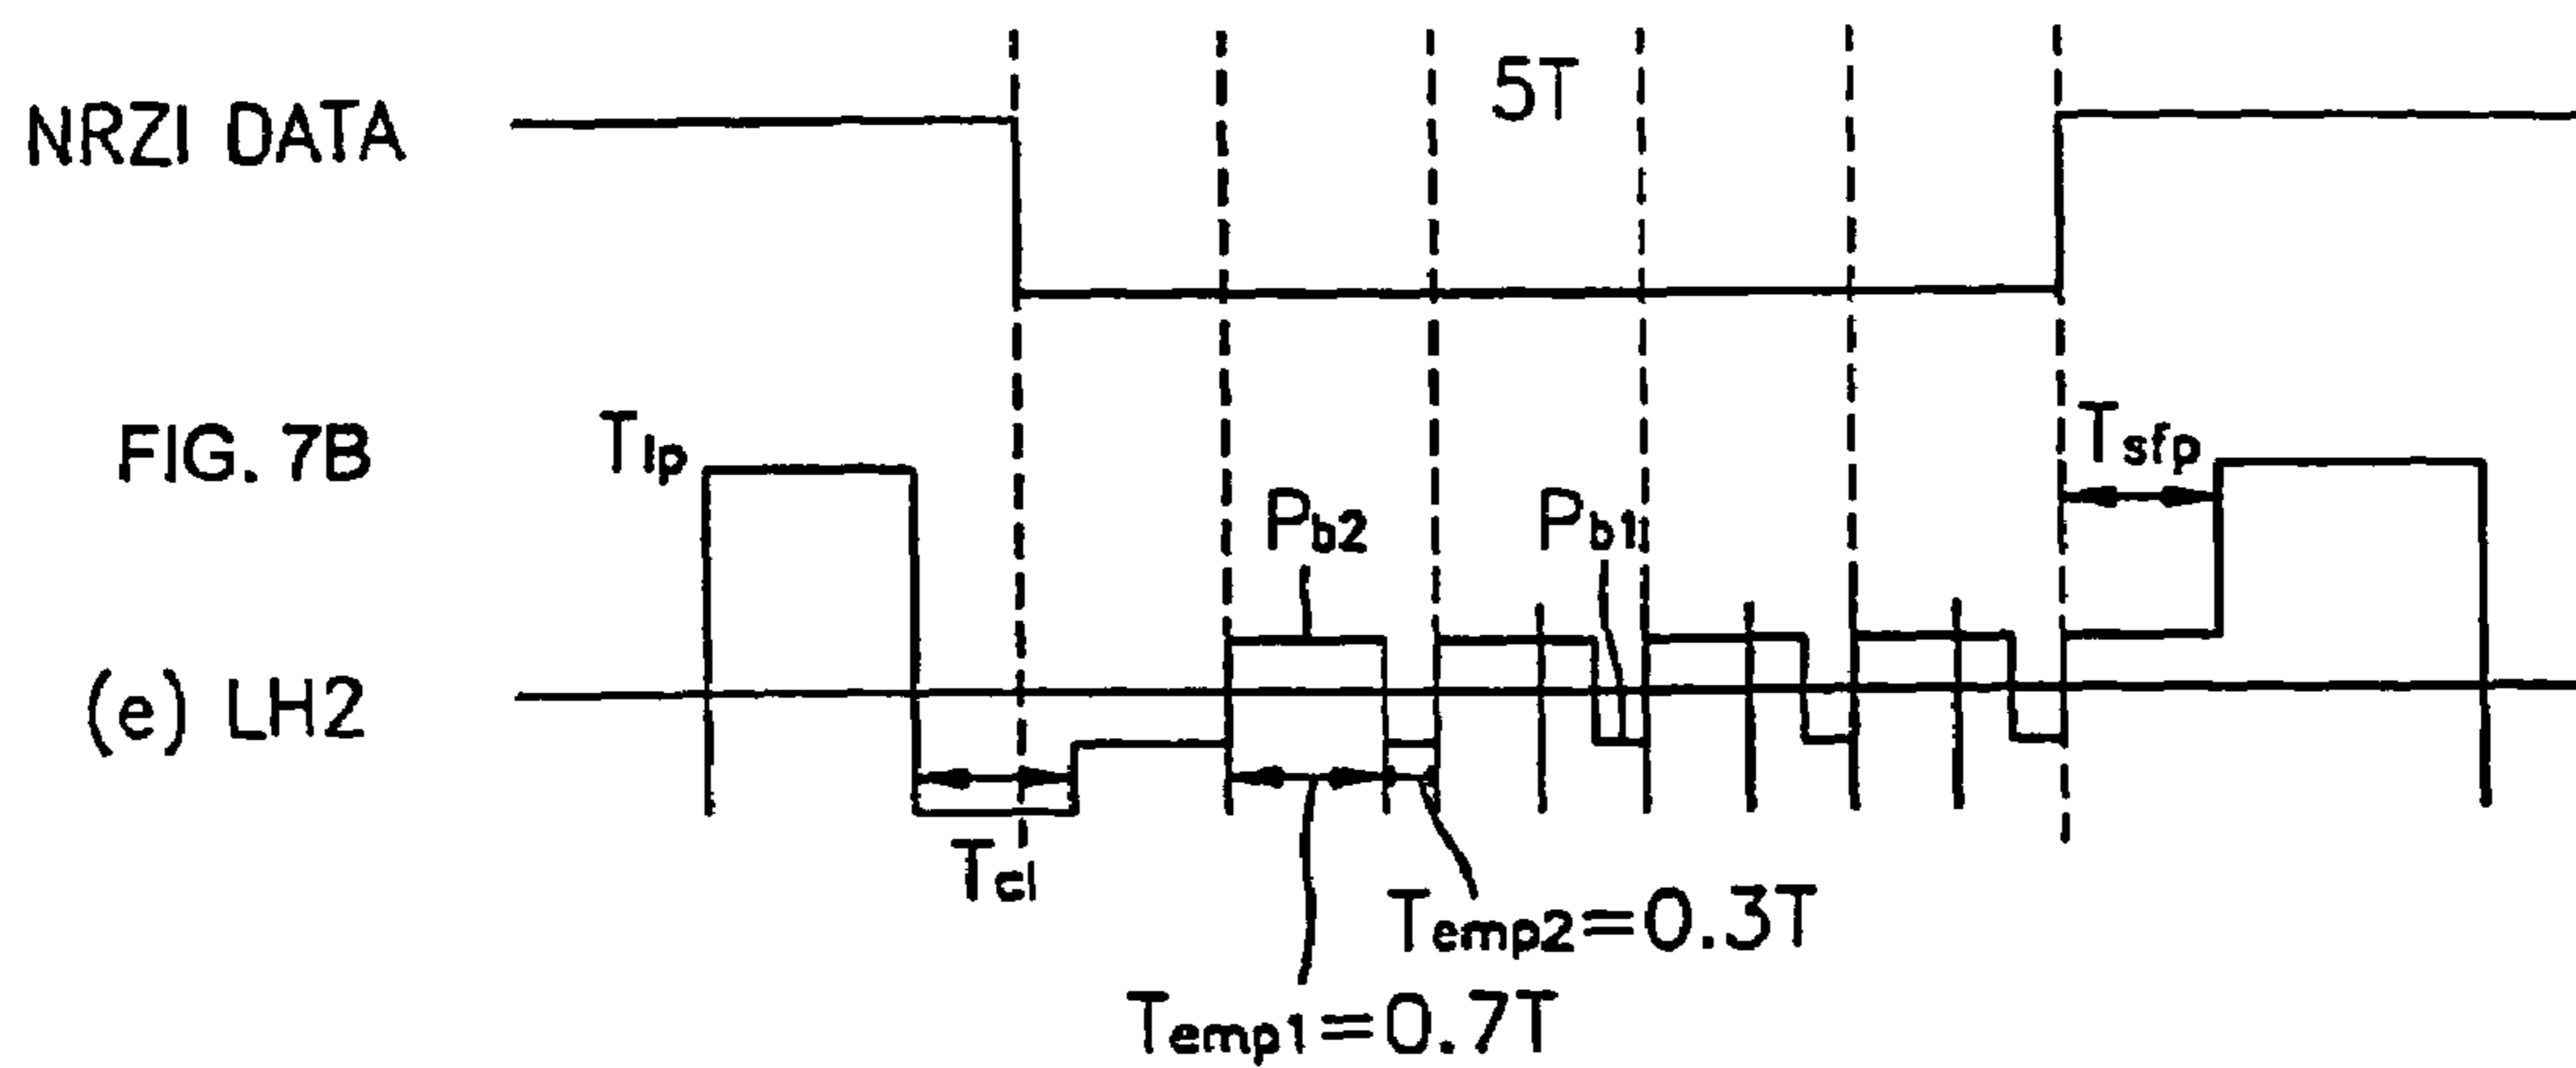 NRZI DATA
5T
FIG. 7B
Tlp
Tsfp
Pb2
Pb1
(e) LH2
Tcl
Temp2=0.3T
Temp1=0.7T